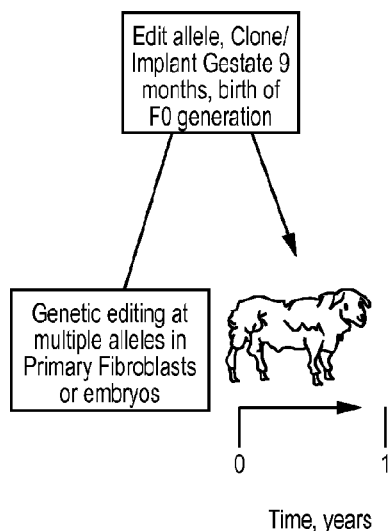 Edit allele, Clone/
Implant Gestate 9
months, birth of
F0 generation
Genetic editing at
multiple alleles in
Primary Fibroblasts
or embryos
0
1
Time, years